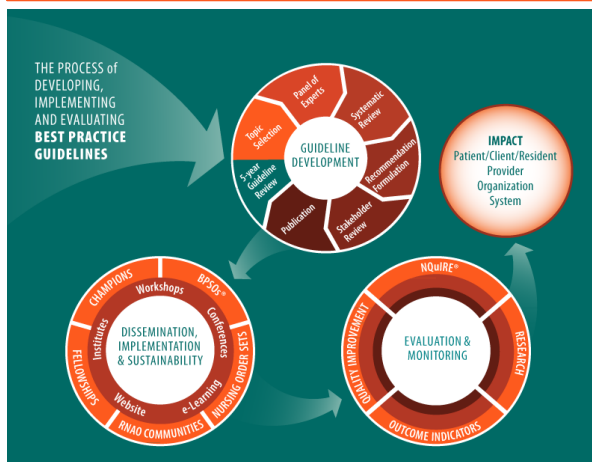 THE PROCESS of
DEVELOPING,
IMPLEMENTING
AND EVALUATING
BEST PRACTICE
GUIDELINES
GUIDELINE
DEVELOPMENT
Topic
Selection
Panel of
Experts
Systematic
Review
Recommendation
Formulation
Stakeholder
Review
Publication
5-year
Guideline
Review
IMPACT
Patient/Client/Resident
Provider
Organization
System
DISSEMINATION,
IMPLEMENTATION
& SUSTAINABILITY
CHAMPIONS
BPSOs®
NURSING ORDER SETS
RNAO COMMUNITIES
FELLOWSHIPS
Workshops
Conferences
e-Learning
Website
Institutes
EVALUATION &
MONITORING
NQuIRE®
RESEARCH
OUTCOME INDICATORS
QUALITY IMPROVEMENT